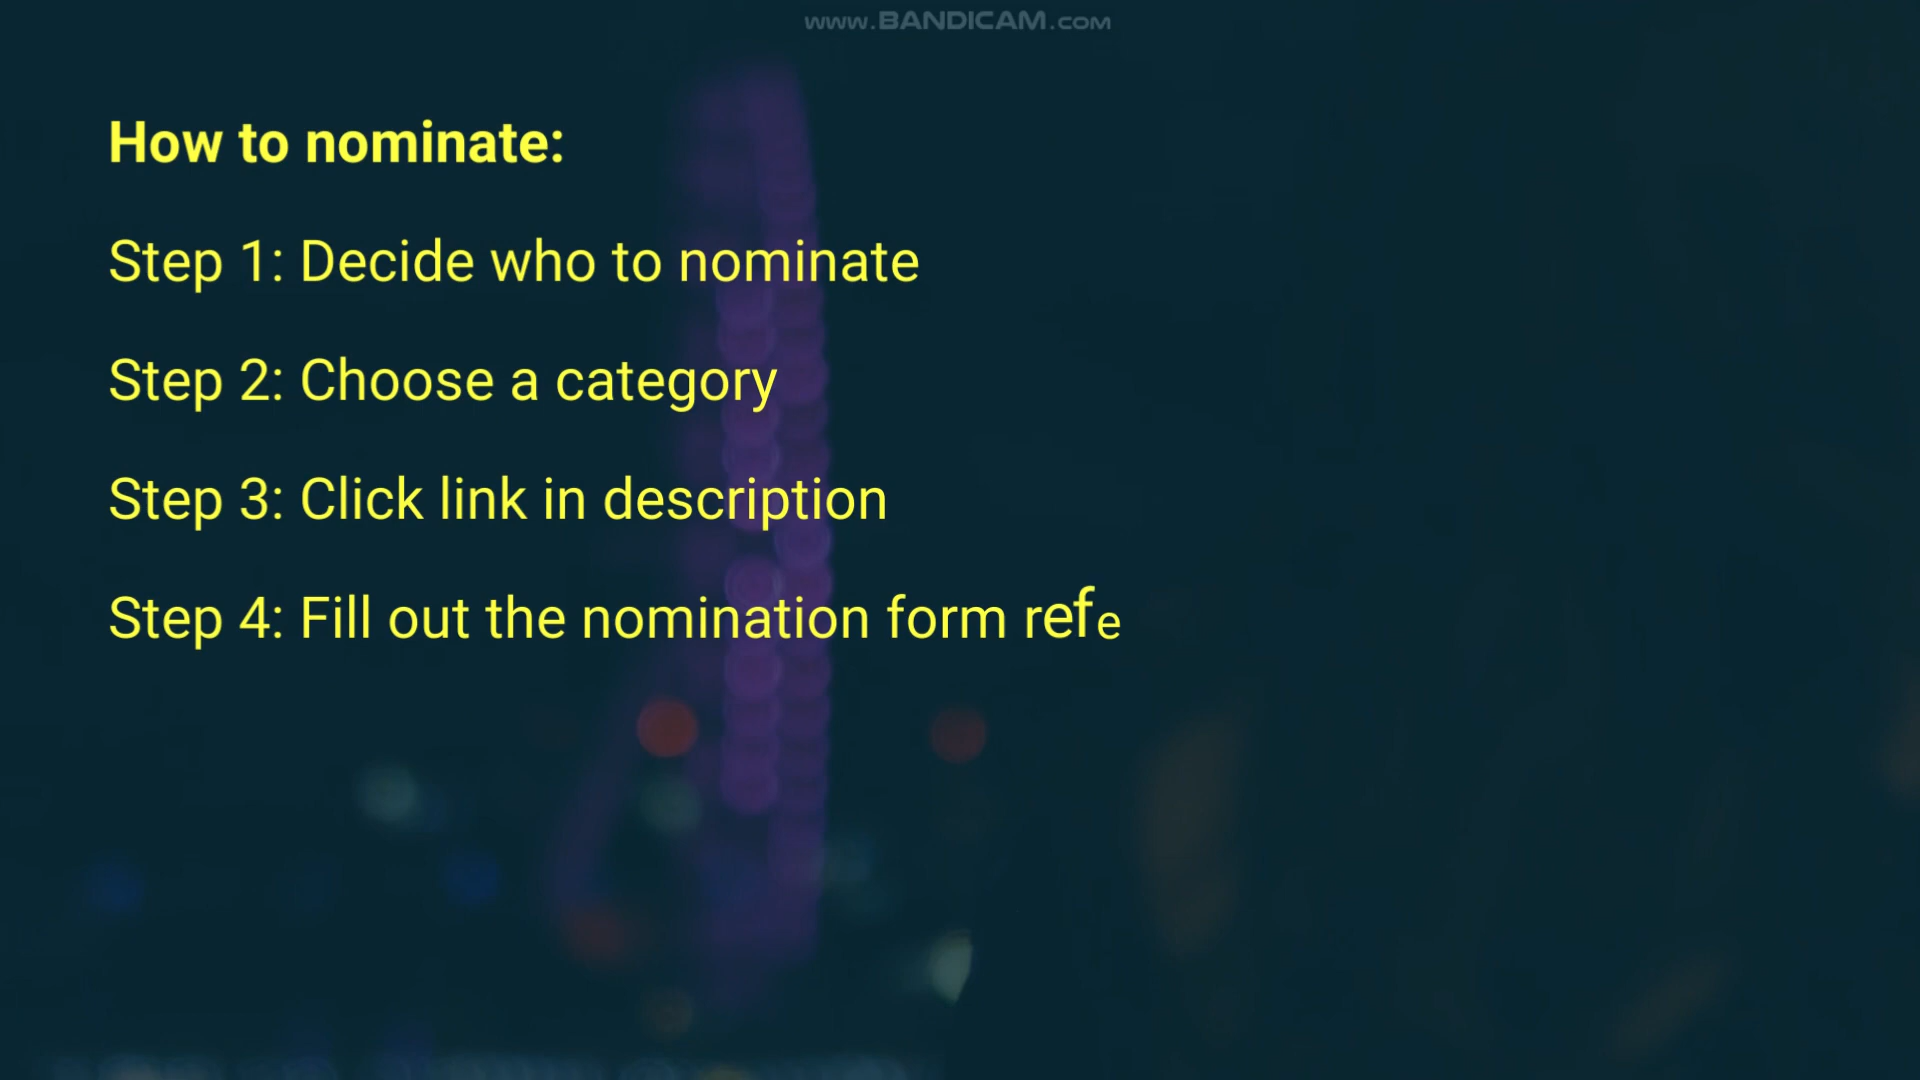 www.BANDICAM.com
How to nominate:
Step 1: Decide who to nominate
Step 2: Choose a category
Step 3: Click link in description
Step 4: Fill out the nomination form refe